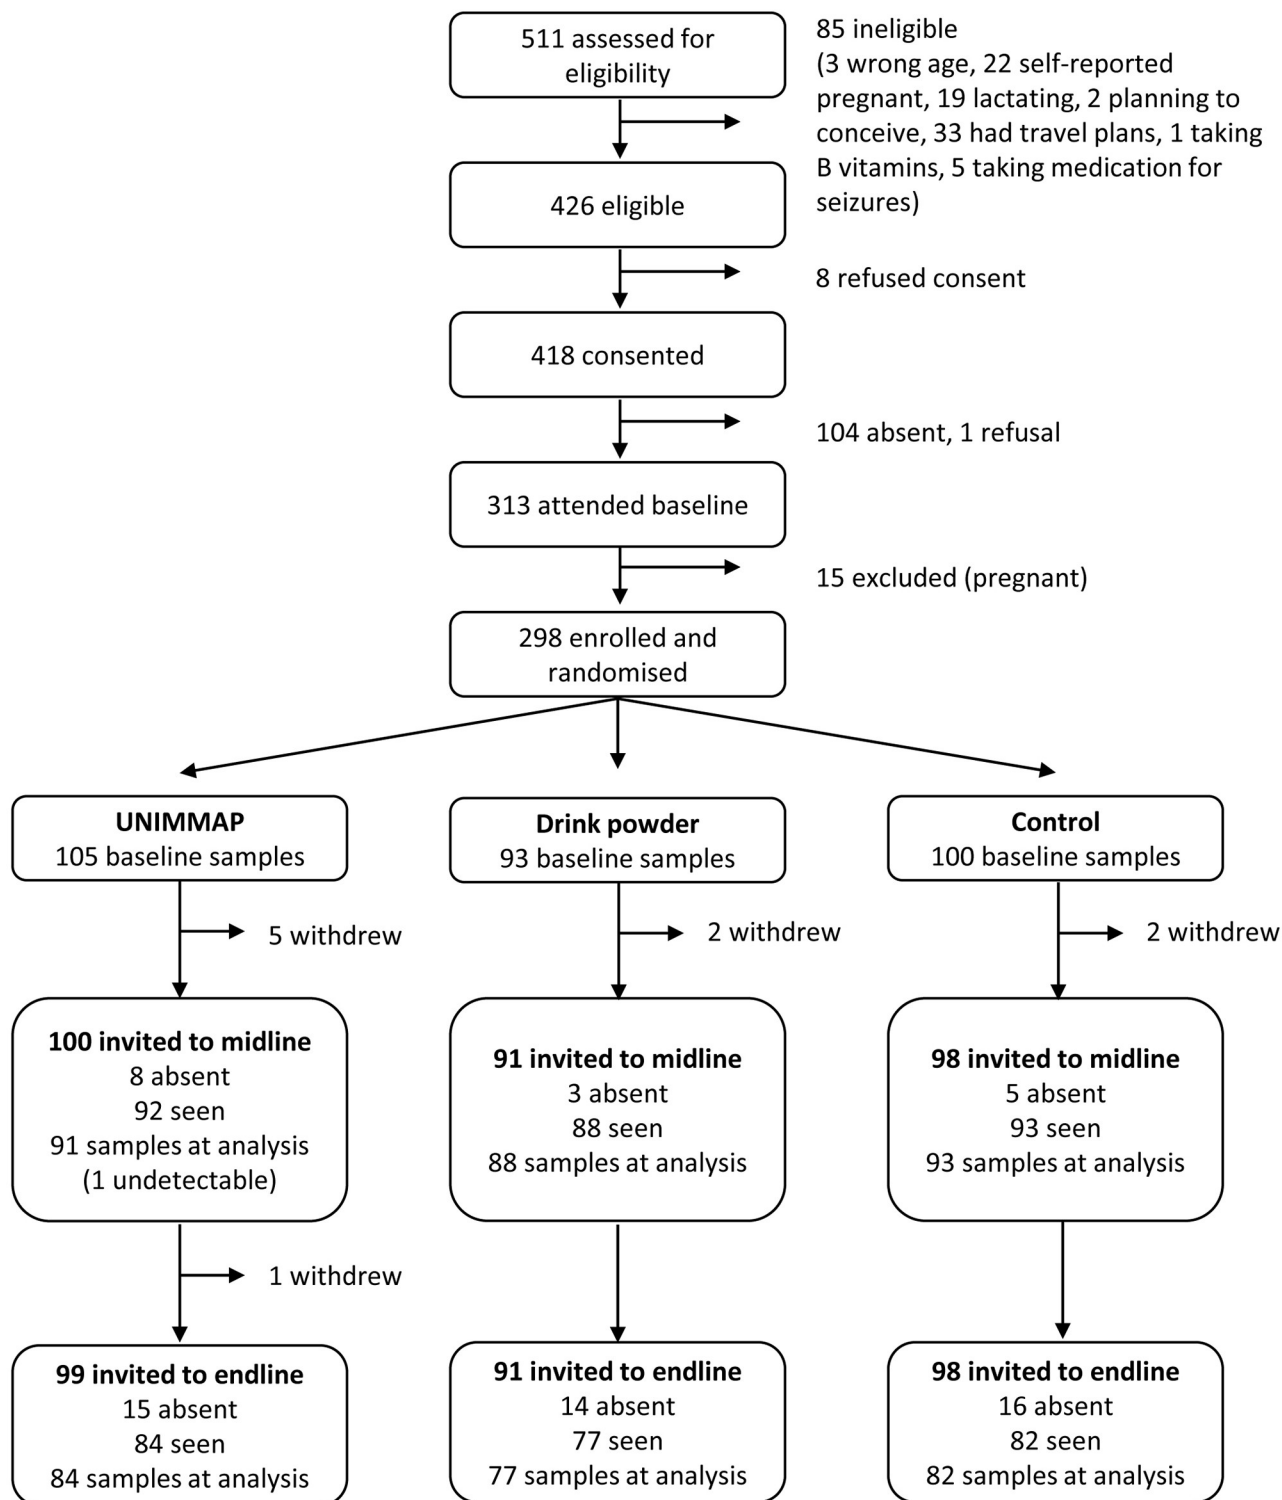 511 assessed for
eligibility
85 ineligible
(3 wrong age, 22 self-reported
pregnant, 19 lactating, 2 planning to
conceive, 33 had travel plans, 1 taking
B vitamins, 5 taking medication for
seizures)
426 eligible
8 refused consent
418 consented
104 absent, 1 refusal
313 attended baseline
15 excluded (pregnant)
298 enrolled and
randomised
UNIMMAP
105 baseline samples
5 withdrew
100 invited to midline
8 absent
92 seen
91 samples at analysis
(1 undetectable)
1 withdrew
99 invited to endline
15 absent
84 seen
84 samples at analysis
Drink powder
93 baseline samples
2 withdrew
91 invited to midline
3 absent
88 seen
88 samples at analysis
91 invited to endline
14 absent
77 seen
77 samples at analysis
Control
100 baseline samples
2 withdrew
98 invited to midline
5 absent
93 seen
93 samples at analysis
98 invited to endline
16 absent
82 seen
82 samples at analysis